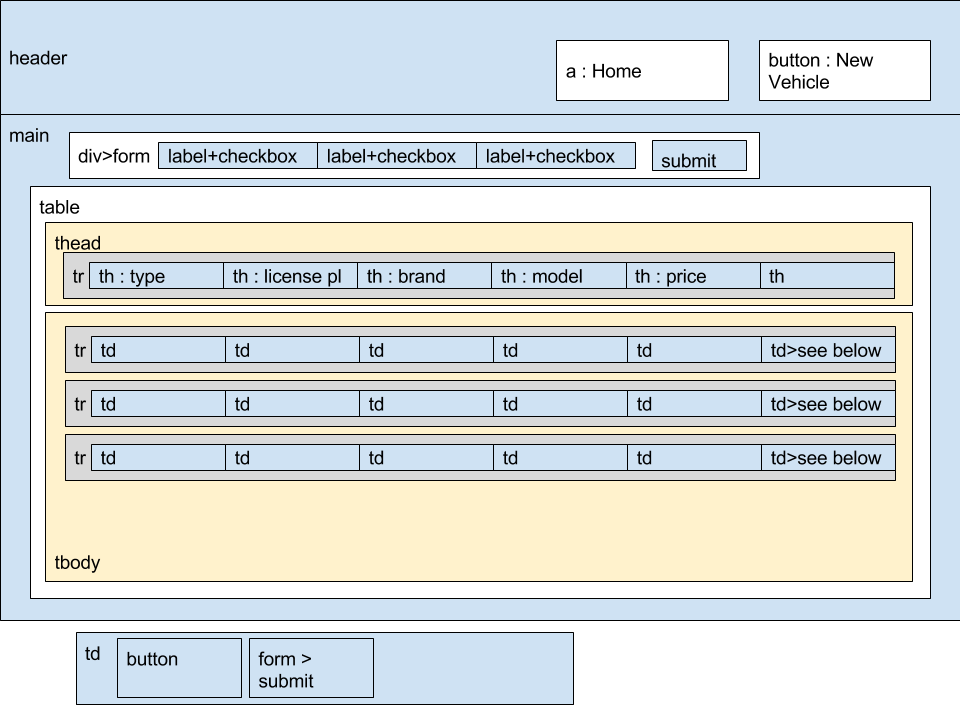 header
a : Home
button : New
Vehicle
main
div>form
label+checkbox
label+checkbox
label+checkbox
submit
table
thead
tr
th : type
th : license pl
th : brand
th : model
th : price
th
tr
td
td
td
td
td
td>see below
tr
td
td
td
td
td
td>see below
tr
td
td
td
td
td
td>see below
tbody
td
button
form >
submit